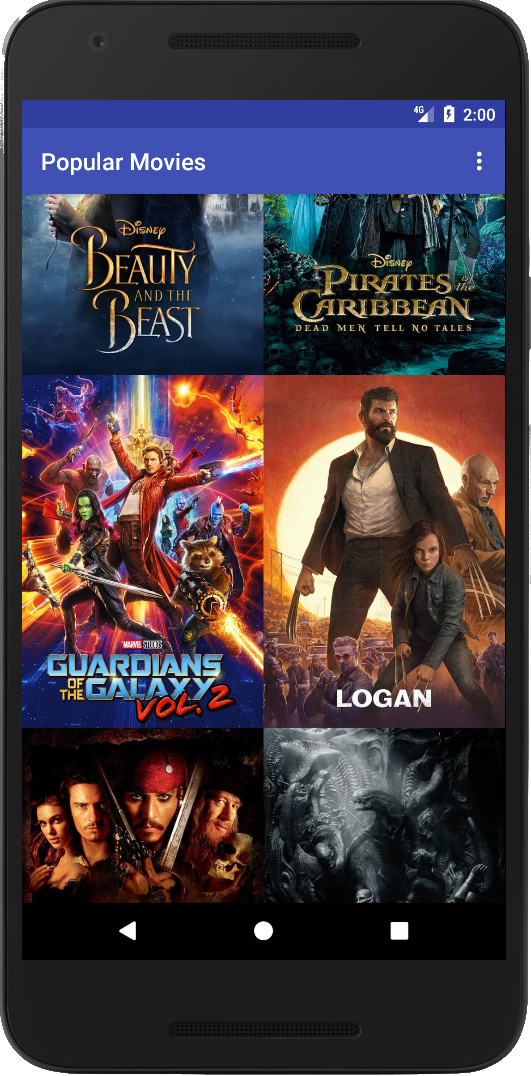 4G 2:00
Popular Movies
Disney
BEAUTY
AND THE
BEAST
Disney
PIRATES of the
CARIBBEAN
DEAD MEN TELL NO TALES
MARVEL STUDIOS
GUARDIANS
OF THE GALAXY
VOL. 2
LOGAN